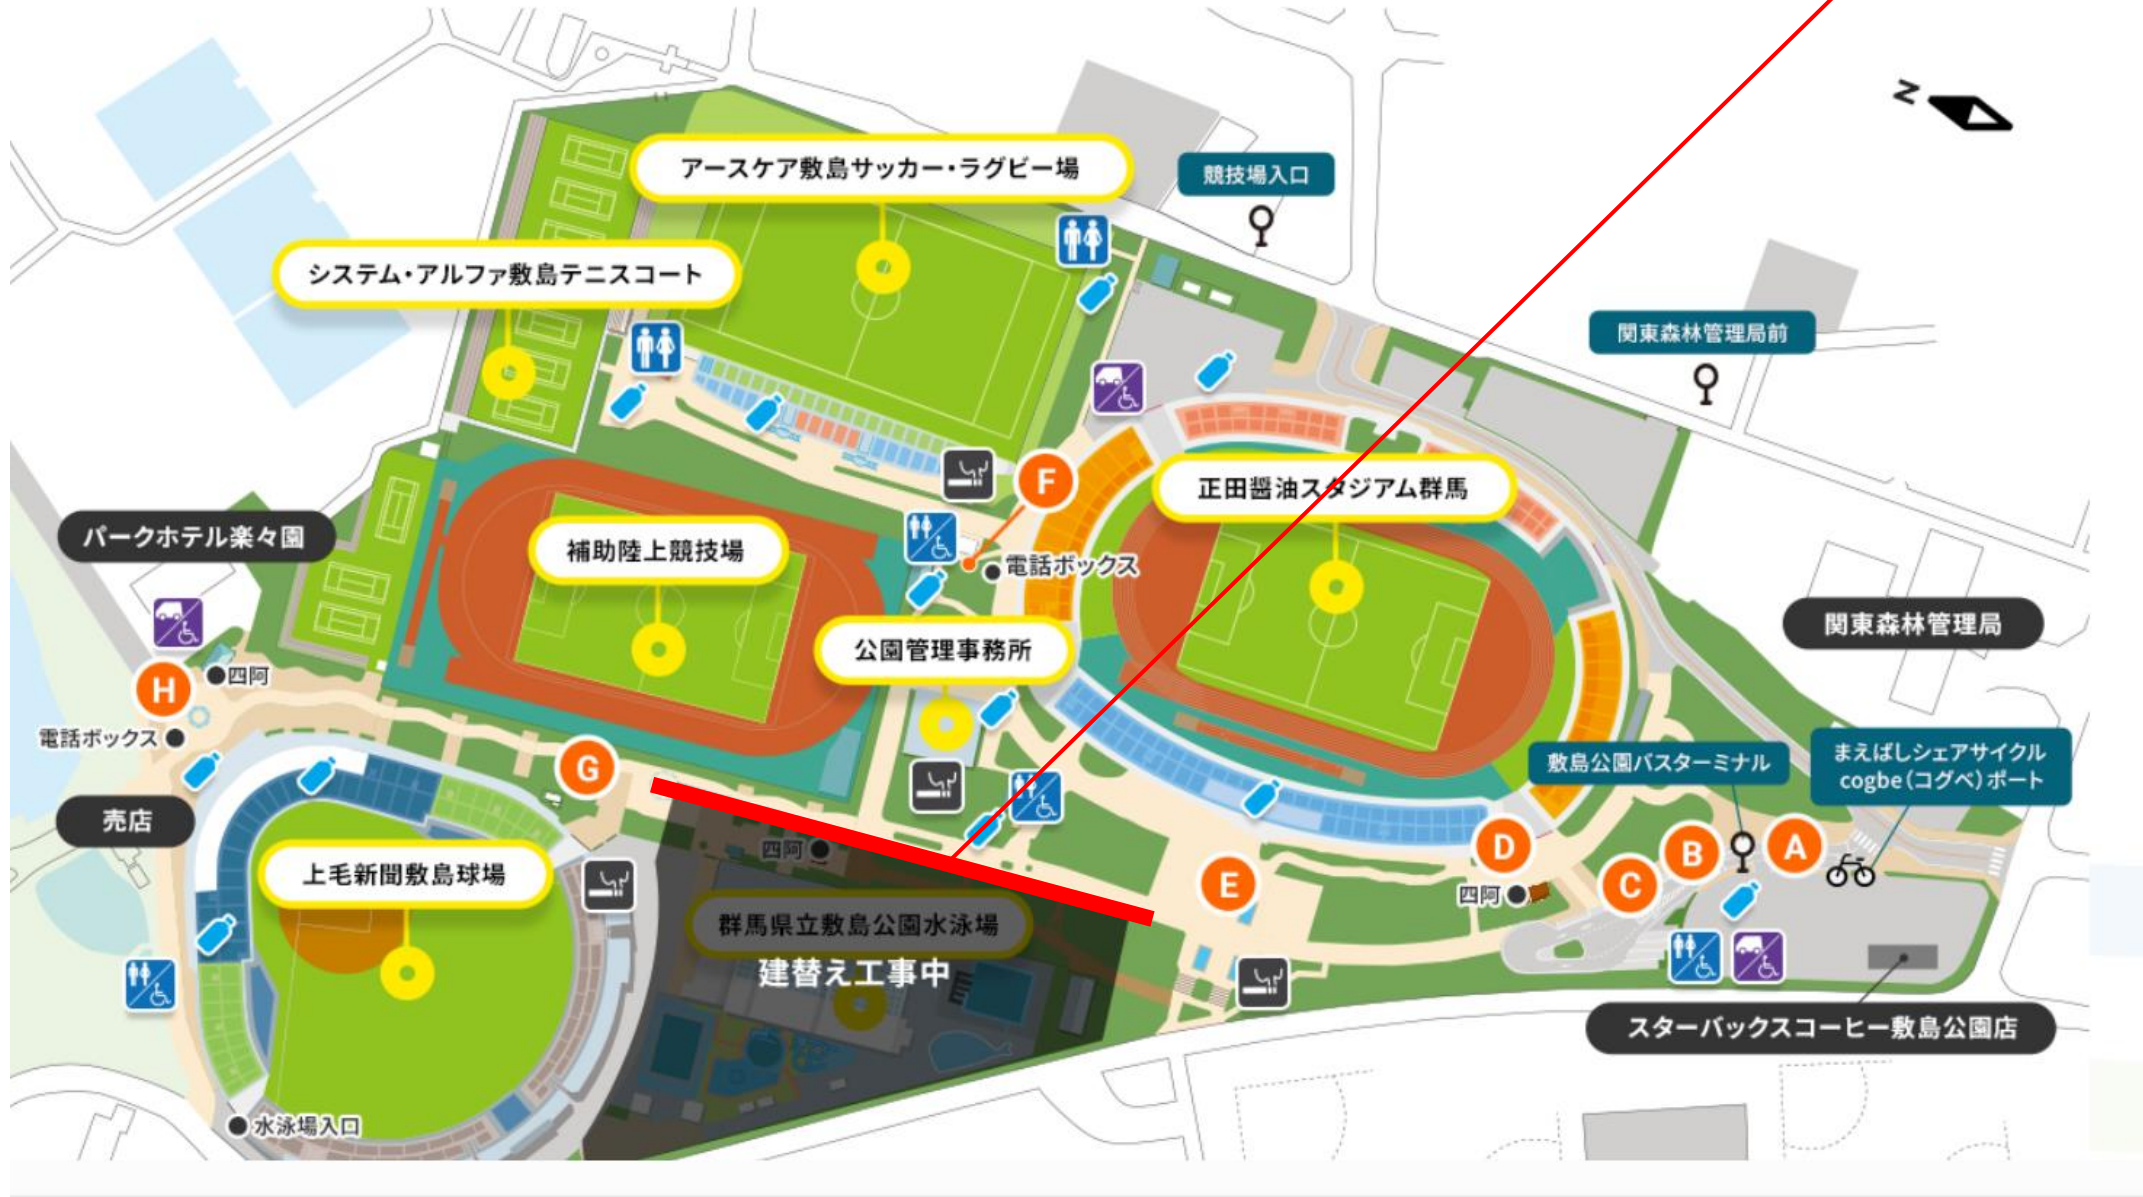 N
アースケア敷島サッカー・ラグビー場
競技場入口
システム・アルファ敷島テニスコート
関東森林管理局前
F
正田醤油スタジアム群馬
パークホテル楽々園
補助陸上競技場
電話ボックス
公園管理事務所
関東森林管理局
H
四阿
電話ボックス
G
敷島公園バスターミナル
まえばしシェアサイクル
cogbe(コグベ)ポート
売店
四阿
D
B
A
上毛新聞敷島球場
E
C
四阿
群馬県立敷島公園水泳場
建替え工事中
スターバックスコーヒー敷島公園店
水泳場入口